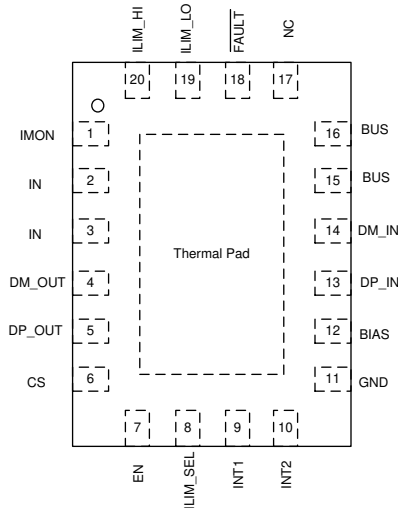 ILIM_HI
ILIM_LO
FAULT
NC
20
19
18
17
IMON
1
16
BUS
IN
2
15
BUS
IN
3
14
DM_IN
Thermal Pad
DM_OUT
4
13
DP_IN
DP_OUT
5
12
BIAS
CS
6
11
GND
7
8
9
10
EN
ILIM_SEL
INT1
INT2